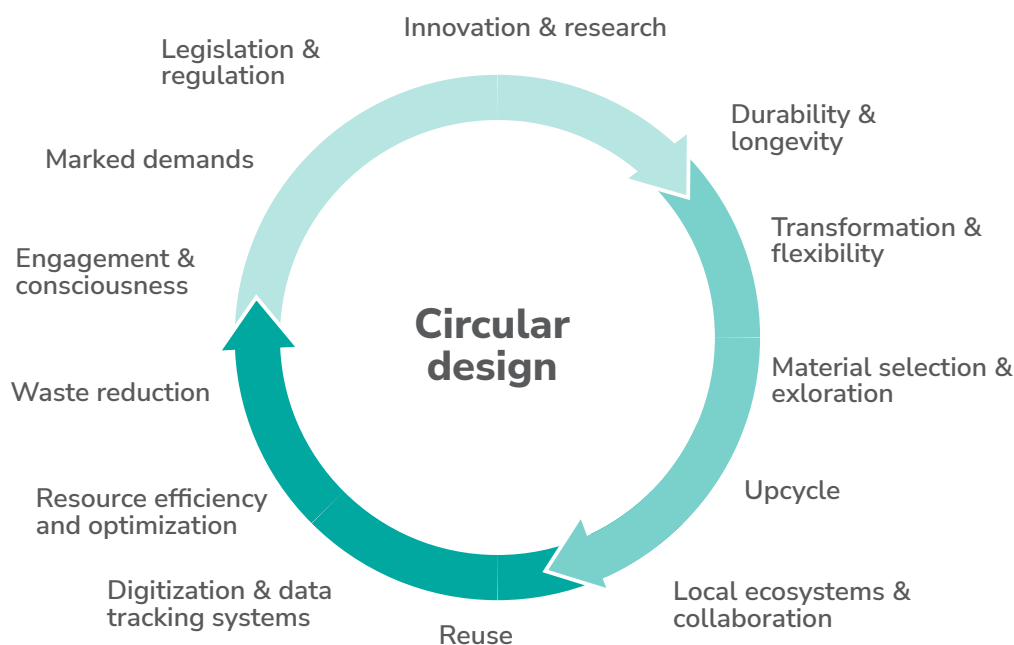 Innovation & research
Legislation &
regulation
Durability &
longevity
Marked demands
Transformation &
flexibility
Engagement &
consciousness
Circular
design
Material selection &
exloration
Waste reduction
Upcycle
Resource efficiency
and optimization
Digitization & data
tracking systems
Local ecosystems &
collaboration
Reuse